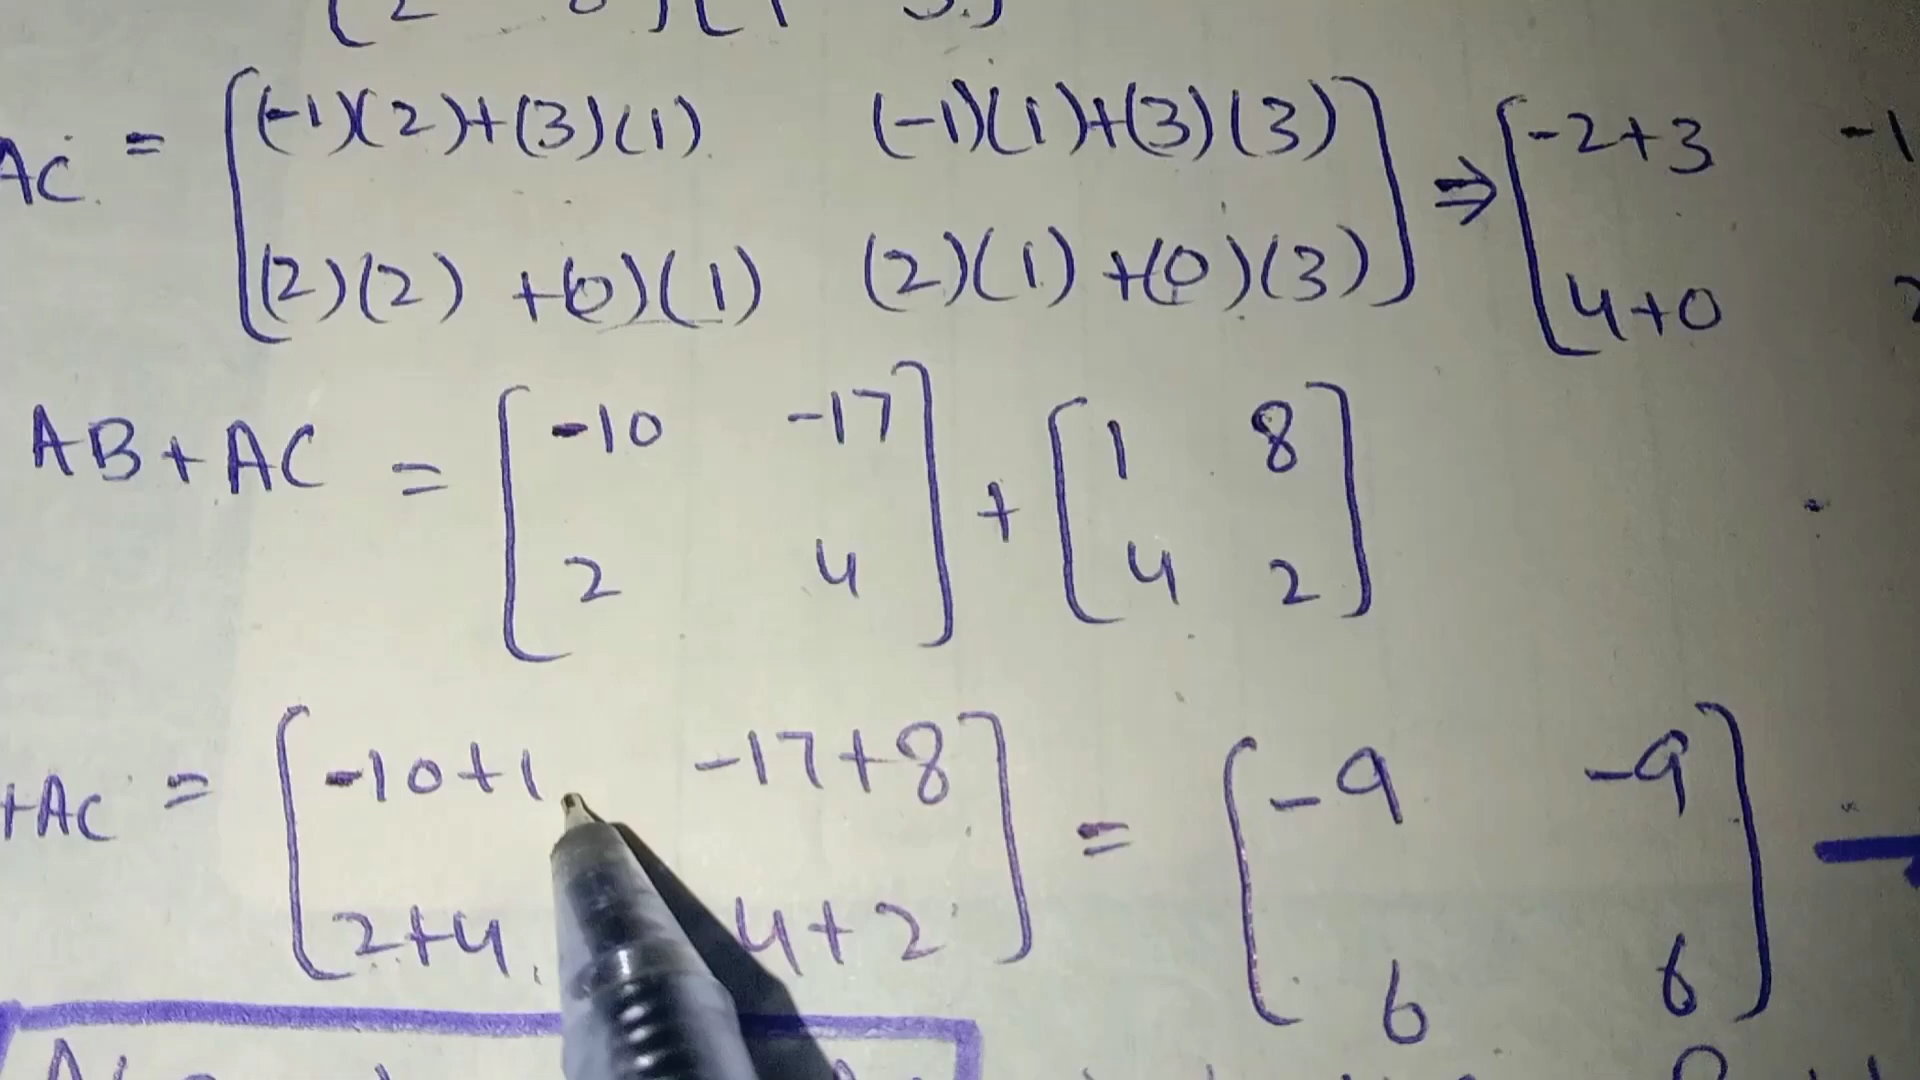 AC = [(-1)(2)+(3)(1) (-1)(1)+(3)(3)] ⇒ [-2+3 -1
[(2)(2) +(0)(1) (2)(1) +(0)(3)] [4+0
AB+AC = [-10 -17] + [1 8]
[2 4] [4 2]
+AC = [-10+1 -17+8] = [-9 -9]
[2+4 4+2] [6 6]